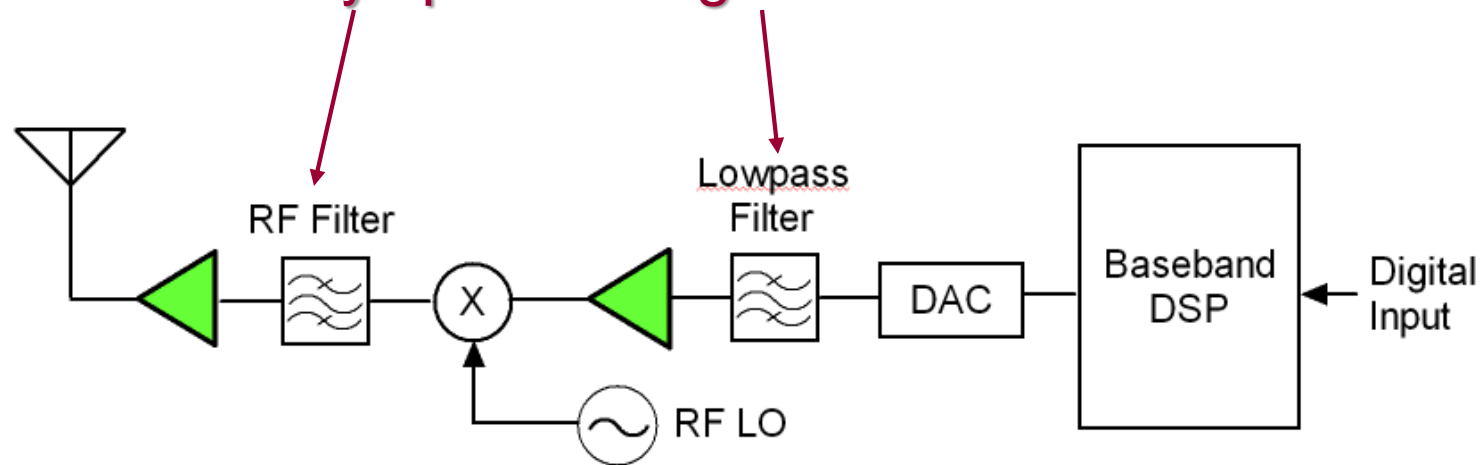 RF Filter
Lowpass
Filter
X
DAC
Baseband
DSP
Digital
Input
RF LO